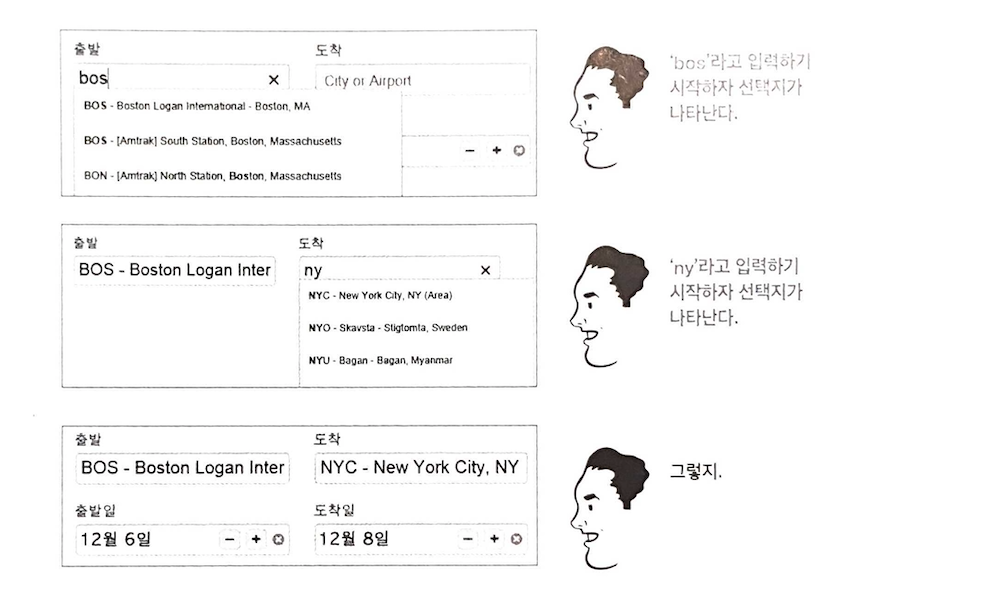 출발
도착
bos
City or Airport
BOS - Boston Logan International - Boston, MA
BOS - [Amtrak] South Station, Boston, Massachusetts
BON - [Amtrak] North Station, Boston, Massachusetts
'bos'라고 입력하기
시작하자 선택지가
나타난다.
출발
도착
BOS - Boston Logan Inter
ny
NYC - New York City, NY (Area)
NYO - Skavsta - Stigtomta, Sweden
NYU - Bagan - Bagan, Myanmar
'ny'라고 입력하기
시작하자 선택지가
나타난다.
출발
도착
BOS - Boston Logan Inter
NYC - New York City, NY
출발일
도착일
12월 6일
12월 8일
그렇지.